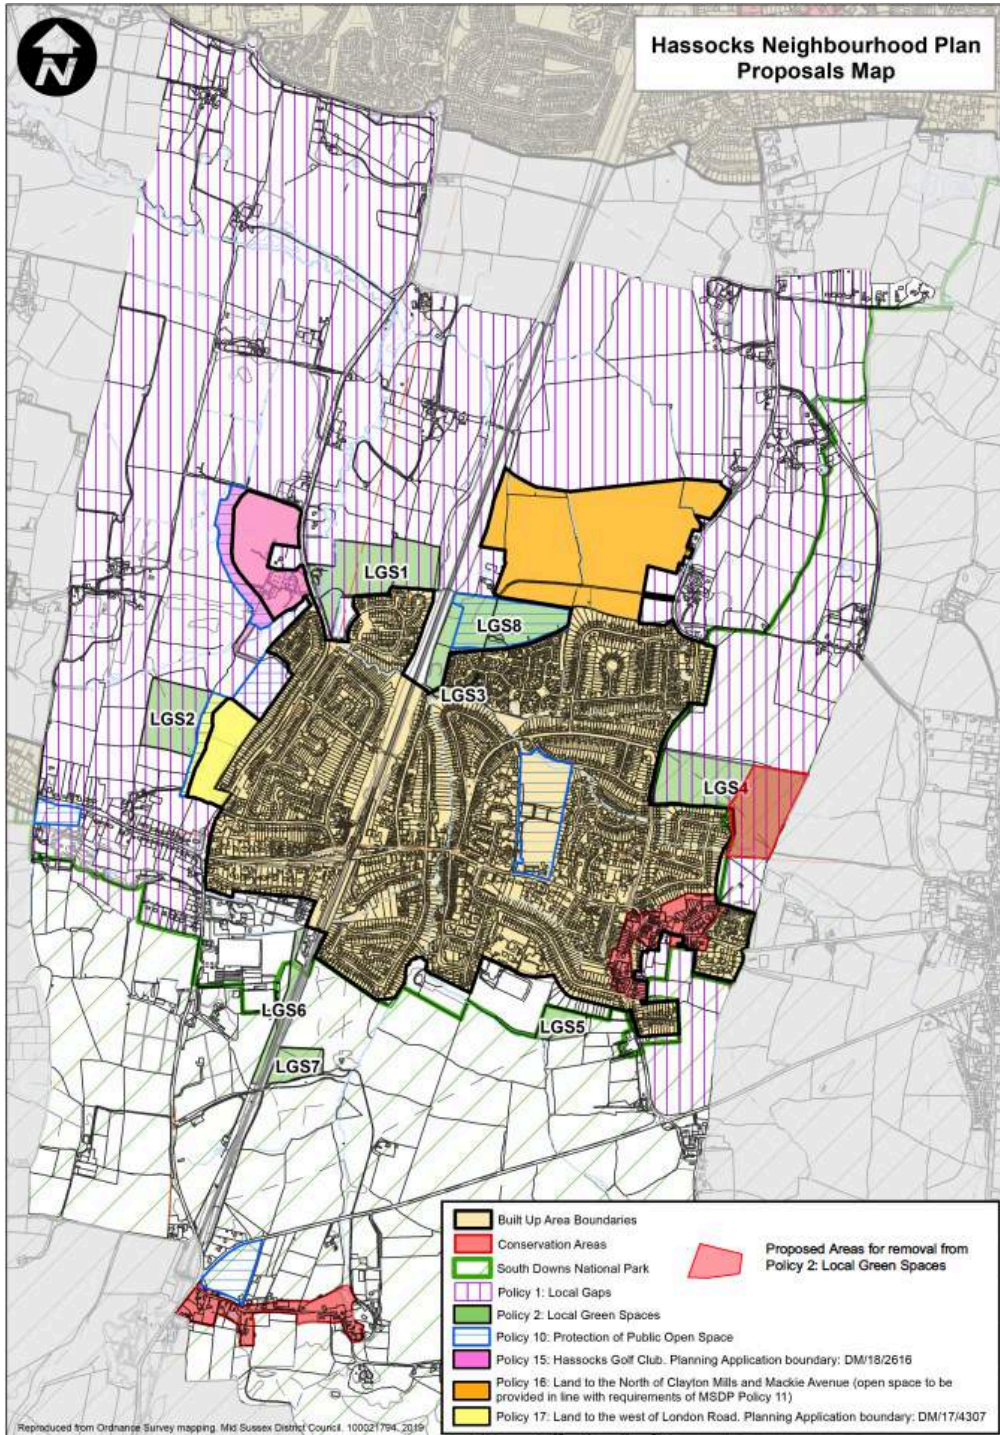 N
Hassocks Neighbourhood Plan
Proposals Map
LGS1
LGS8
LGS3
LGS2
LGS4
LGS6
LGS5
LGS7
Built Up Area Boundaries
Conservation Areas
South Downs National Park
Policy 1: Local Gaps
Policy 2: Local Green Spaces
Policy 10: Protection of Public Open Space
Policy 15: Hassocks Golf Club. Planning Application boundary: DM/18/2616
Policy 16: Land to the North of Clayton Mills and Mackie Avenue (open space to be
provided in line with requirements of MSDP Policy 11)
Policy 17: Land to the west of London Road. Planning Application boundary: DM/17/4307
Proposed Areas for removal from
Policy 2: Local Green Spaces
Reproduced from Ordnance Survey mapping. Mid Sussex District Council. 100021794. 2019